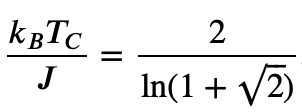 k_B T_C / J = 2 / ln(1 + √2)